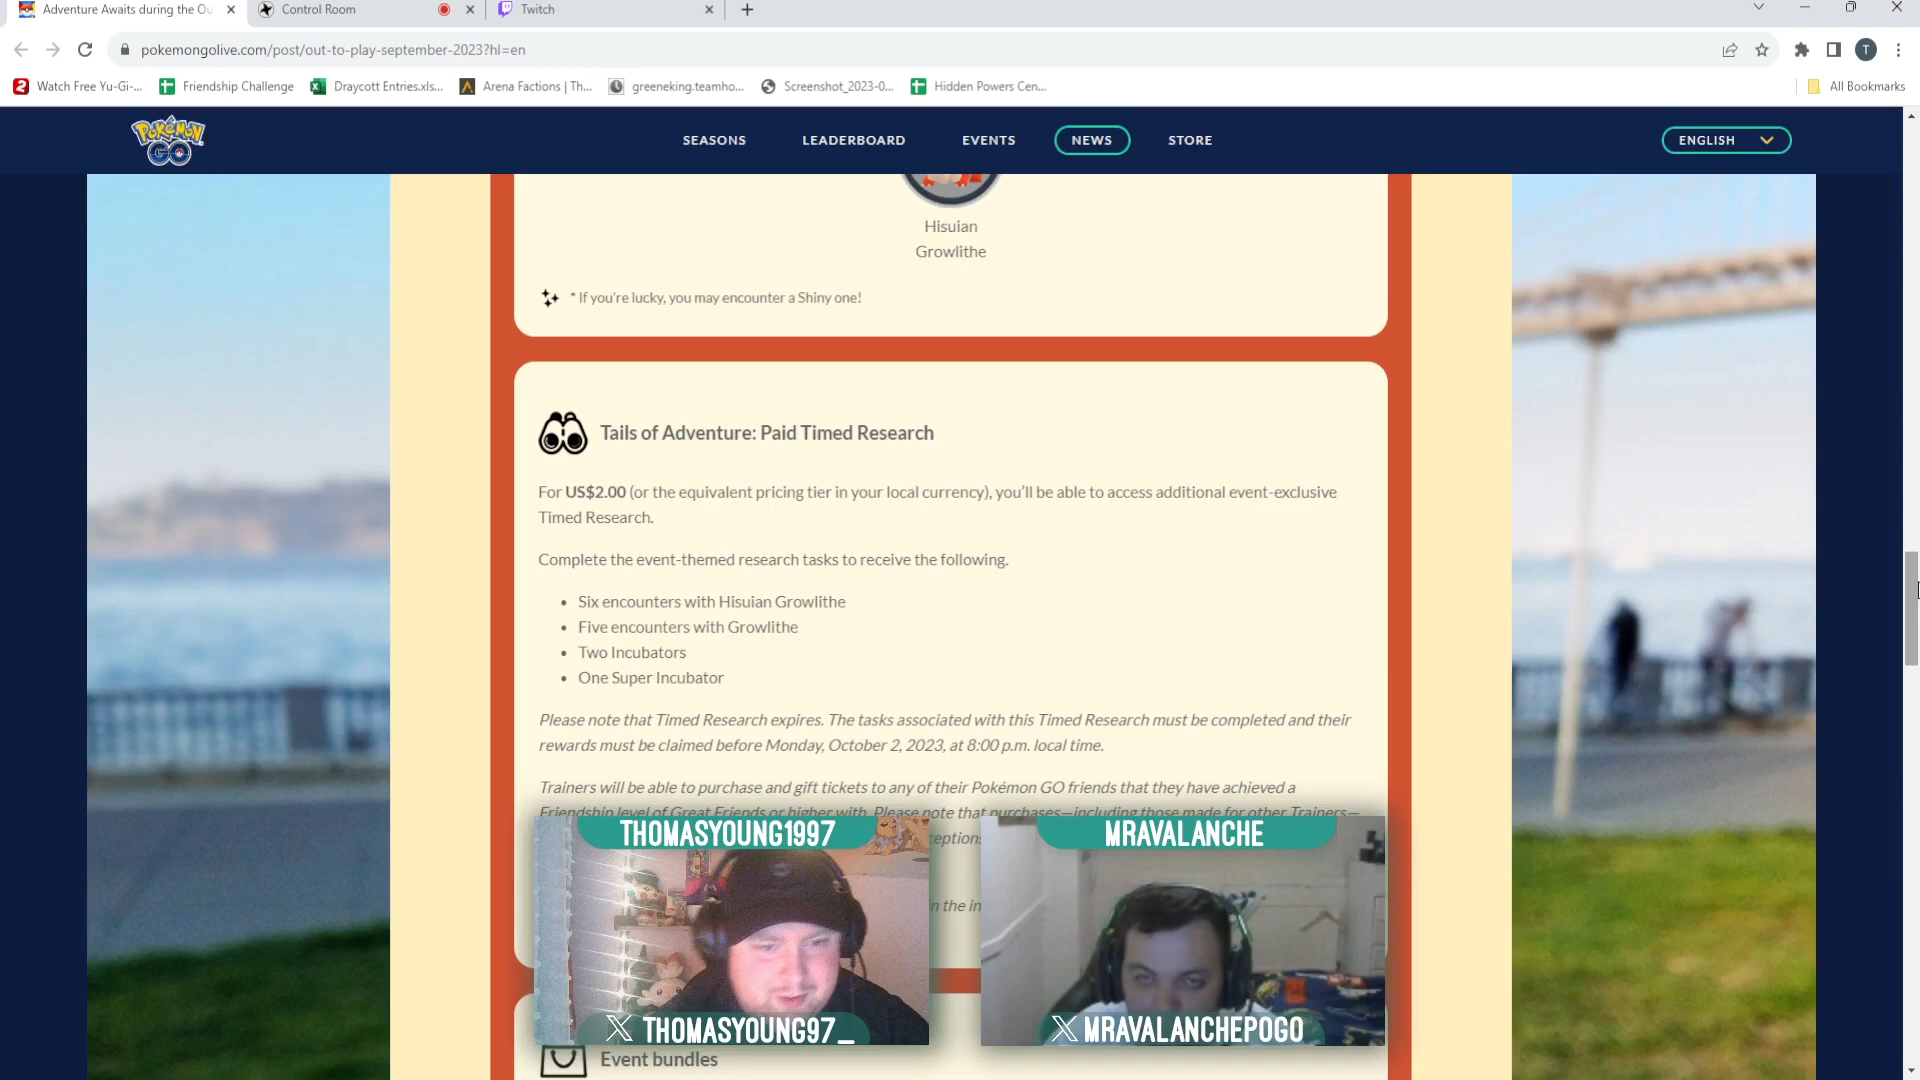 Adventure Awaits during the Ou
Control Room
Twitch
pokemongolive.com/post/out-to-play-september-2023?hl=en
T
Watch Free Yu-Gi-...
Friendship Challenge
Draycott Entries.xls...
Arena Factions | Th...
greeneking.teamho...
Screenshot_2023-0...
Hidden Powers Cen...
All Bookmarks
POKÉMON GO
SEASONS
LEADERBOARD
EVENTS
NEWS
STORE
ENGLISH
Hisuian
Growlithe
* If you're lucky, you may encounter a Shiny one!
Tails of Adventure: Paid Timed Research
For US$2.00 (or the equivalent pricing tier in your local currency), you'll be able to access additional event-exclusive
Timed Research.
Complete the event-themed research tasks to receive the following.
• Six encounters with Hisuian Growlithe
• Five encounters with Growlithe
• Two Incubators
• One Super Incubator
Please note that Timed Research expires. The tasks associated with this Timed Research must be completed and their
rewards must be claimed before Monday, October 2, 2023, at 8:00 p.m. local time.
Trainers will be able to purchase and gift tickets to any of their Pokémon GO friends that they have achieved a
Friendship level of Great Friends or higher with. Please note that purchases—including those made for other Trainers—
ception
n the in
THOMASYOUNG1997
MRAVALANCHE
X THOMASYOUNG97_
X MRAVALANCHEPOGO
Event bundles